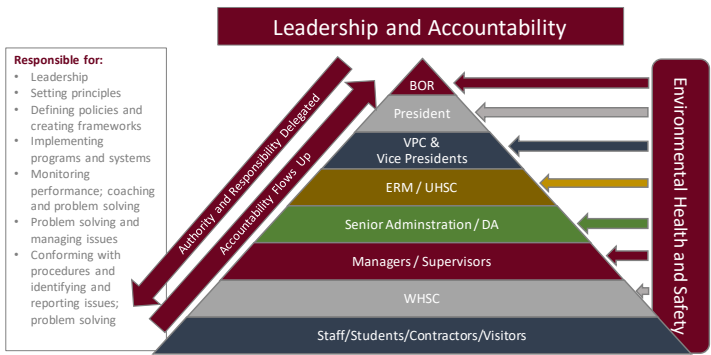 Leadership and Accountability
Responsible for:
• Leadership
• Setting principles
• Defining policies and
creating frameworks
• Implementing
programs and systems
• Monitoring
performance; coaching
and problem solving
• Problem solving and
managing issues
• Conforming with
procedures and
identifying and
reporting issues;
problem solving
Authority and Responsibility Delegated
Accountability Flows Up
BOR
President
VPC &
Vice Presidents
ERM / UHSC
Senior Adminstration / DA
Managers / Supervisors
WHSC
Staff/Students/Contractors/Visitors
Environmental Health and Safety